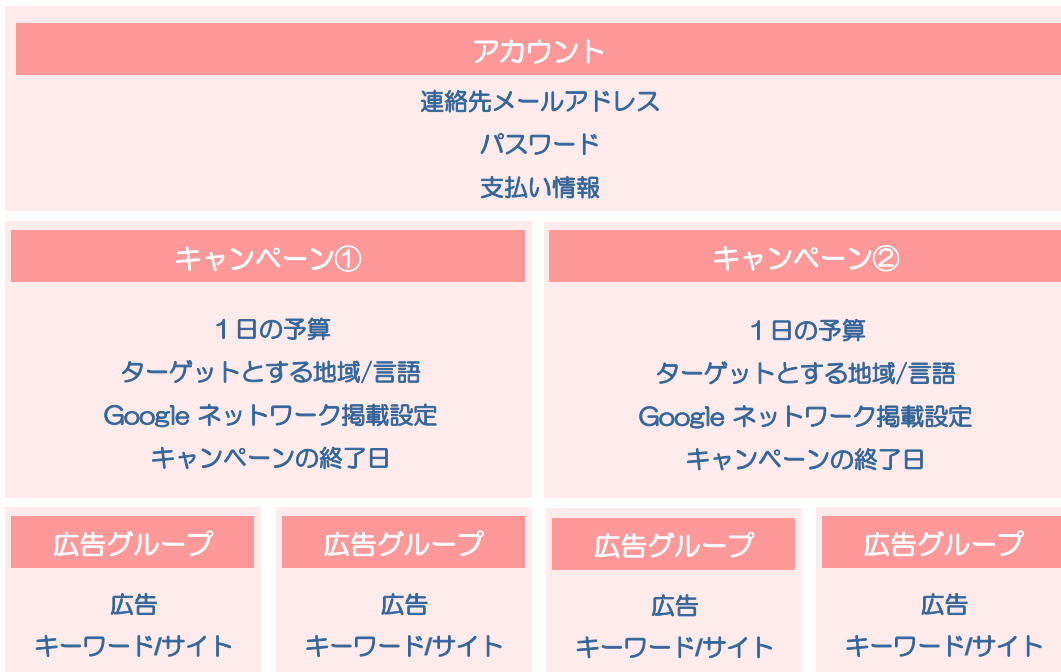 アカウント
連絡先メールアドレス
パスワード
支払い情報
キャンペーン①
１日の予算
ターゲットとする地域/言語
Google ネットワーク掲載設定
キャンペーンの終了日
キャンペーン②
１日の予算
ターゲットとする地域/言語
Google ネットワーク掲載設定
キャンペーンの終了日
広告グループ
広告
キーワード/サイト
広告グループ
広告
キーワード/サイト
広告グループ
広告
キーワード/サイト
広告グループ
広告
キーワード/サイト